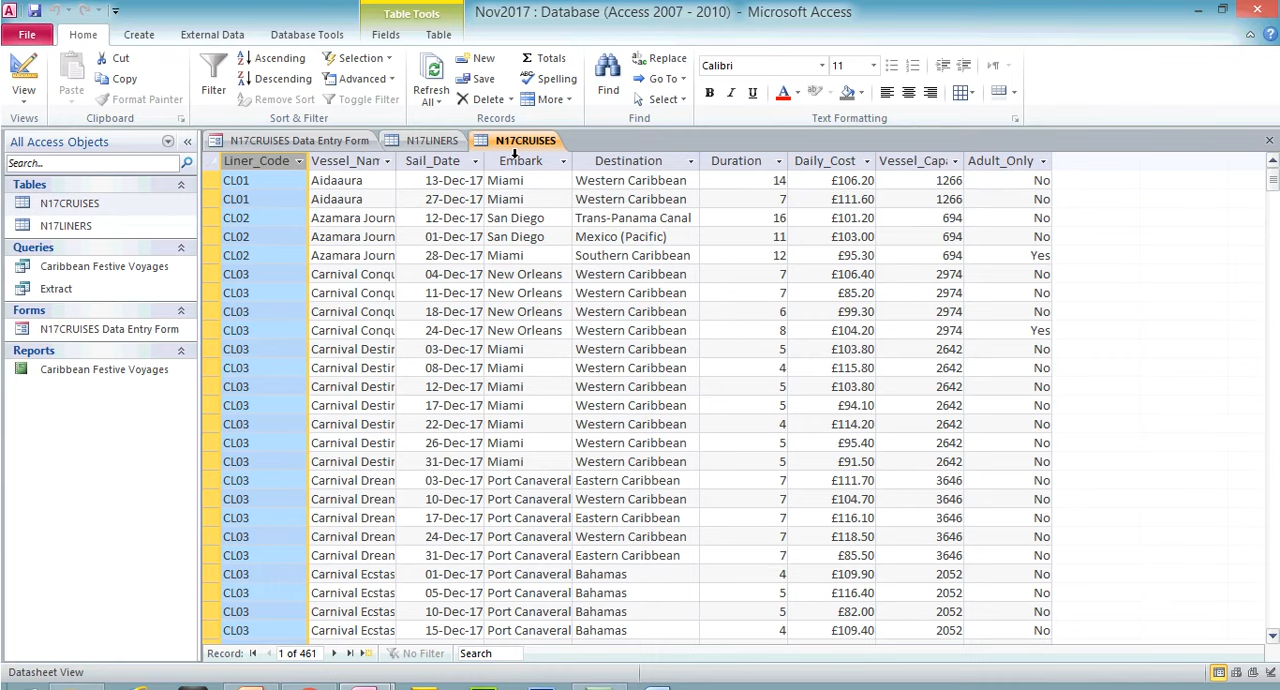 Table Tools
Nov2017 : Database (Access 2007 - 2010) - Microsoft Access
File Home Create External Data Database Tools Fields Table
View
Views
Paste
Cut
Copy
Format Painter
Clipboard
Filter
Ascending
Descending
Remove Sort
Selection
Advanced
Toggle Filter
Sort & Filter
Refresh
All
New
Save
Delete
Totals
Spelling
More
Records
Find
Replace
Go To
Select
Find
Calibri 11
B I U
Text Formatting
All Access Objects
Search...
Tables
N17CRUISES
N17LINERS
Queries
Caribbean Festive Voyages
Extract
Forms
N17CRUISES Data Entry Form
Reports
Caribbean Festive Voyages
N17CRUISES Data Entry Form N17LINERS N17CRUISES
Liner_Code Vessel_Nam Sail_Date Embark Destination Duration Daily_Cost Vessel_Capa Adult_Only
CL01 Aidaaura 13-Dec-17 Miami Western Caribbean 14 £106.20 1266 No
CL01 Aidaaura 27-Dec-17 Miami Western Caribbean 7 £111.60 1266 No
CL02 Azamara Journ 12-Dec-17 San Diego Trans-Panama Canal 16 £101.20 694 No
CL02 Azamara Journ 01-Dec-17 San Diego Mexico (Pacific) 11 £103.00 694 No
CL02 Azamara Journ 28-Dec-17 Miami Southern Caribbean 12 £95.30 694 Yes
CL03 Carnival Conqu 04-Dec-17 New Orleans Western Caribbean 7 £106.40 2974 No
CL03 Carnival Conqu 11-Dec-17 New Orleans Western Caribbean 7 £85.20 2974 No
CL03 Carnival Conqu 18-Dec-17 New Orleans Western Caribbean 6 £99.30 2974 No
CL03 Carnival Conqu 24-Dec-17 New Orleans Western Caribbean 8 £104.20 2974 Yes
CL03 Carnival Destir 03-Dec-17 Miami Western Caribbean 5 £103.80 2642 No
CL03 Carnival Destir 08-Dec-17 Miami Western Caribbean 4 £115.80 2642 No
CL03 Carnival Destir 12-Dec-17 Miami Western Caribbean 5 £103.80 2642 No
CL03 Carnival Destir 17-Dec-17 Miami Western Caribbean 5 £94.10 2642 No
CL03 Carnival Destir 22-Dec-17 Miami Western Caribbean 4 £114.20 2642 No
CL03 Carnival Destir 26-Dec-17 Miami Western Caribbean 5 £95.40 2642 No
CL03 Carnival Destir 31-Dec-17 Miami Western Caribbean 5 £91.50 2642 No
CL03 Carnival Drean 03-Dec-17 Port Canaveral Eastern Caribbean 7 £111.70 3646 No
CL03 Carnival Drean 10-Dec-17 Port Canaveral Western Caribbean 7 £104.70 3646 No
CL03 Carnival Drean 17-Dec-17 Port Canaveral Eastern Caribbean 7 £116.10 3646 No
CL03 Carnival Drean 24-Dec-17 Port Canaveral Western Caribbean 7 £118.50 3646 No
CL03 Carnival Drean 31-Dec-17 Port Canaveral Eastern Caribbean 7 £85.50 3646 No
CL03 Carnival Ecstas 01-Dec-17 Port Canaveral Bahamas 4 £109.90 2052 No
CL03 Carnival Ecstas 05-Dec-17 Port Canaveral Bahamas 5 £116.40 2052 No
CL03 Carnival Ecstas 10-Dec-17 Port Canaveral Bahamas 5 £82.00 2052 No
CL03 Carnival Ecstas 15-Dec-17 Port Canaveral Bahamas 4 £109.40 2052 No
Record: 1 of 461 No Filter Search
Datasheet View